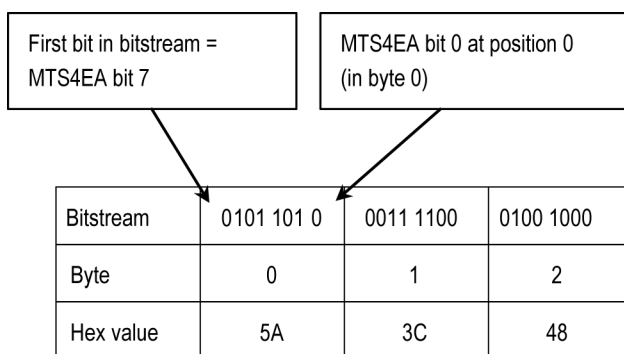 First bit in bitstream =
MTS4EA bit 7
MTS4EA bit 0 at position 0
(in byte 0)
Bitstream 0101 101 0 0011 1100 0100 1000
Byte 0 1 2
Hex value 5A 3C 48